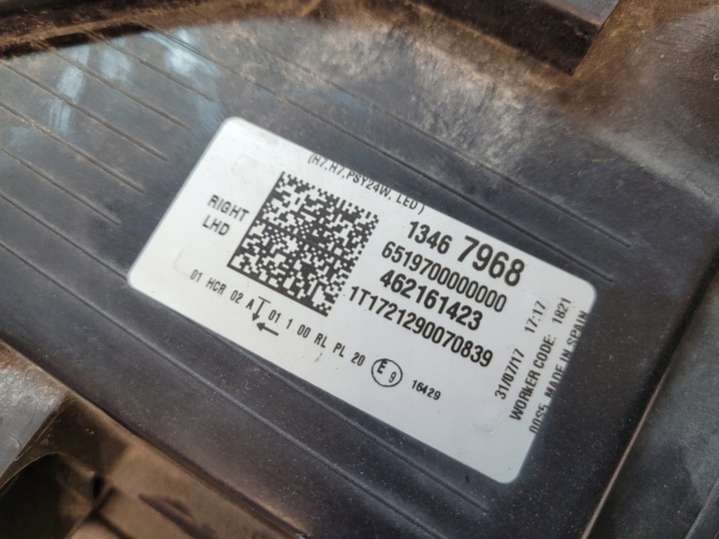 (H7,H7,PSY24W, LED)
RIGHT
LHD
1346 7968
6519700000000
462161423
1T1721290070839
01 HCR 02 A 01 1 00 RL PL 20 E9 16429
31/07/17 17:17
WORKER CODE: 1821
MADE IN SPAIN